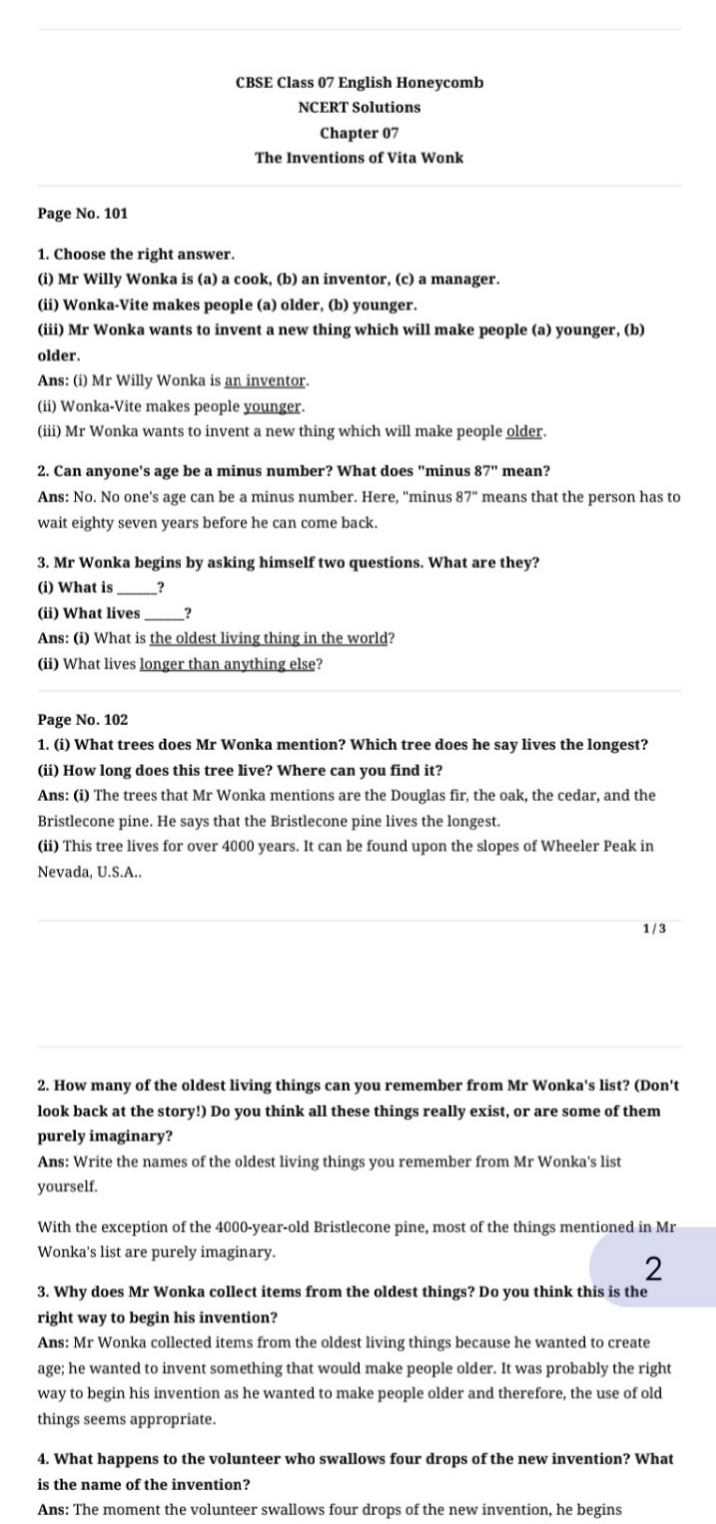 CBSE Class 07 English Honeycomb
NCERT Solutions
Chapter 07
The Inventions of Vita Wonk
Page No. 101
1. Choose the right answer.
(i) Mr Willy Wonka is (a) a cook, (b) an inventor, (c) a manager.
(ii) Wonka-Vite makes people (a) older, (b) younger.
(iii) Mr Wonka wants to invent a new thing which will make people (a) younger, (b)
older.
Ans: (i) Mr Willy Wonka is an inventor.
(ii) Wonka-Vite makes people younger.
(iii) Mr Wonka wants to invent a new thing which will make people older.
2. Can anyone's age be a minus number? What does "minus 87" mean?
Ans: No. No one's age can be a minus number. Here, "minus 87" means that the person has to
wait eighty seven years before he can come back.
3. Mr Wonka begins by asking himself two questions. What are they?
(i) What is _____?
(ii) What lives _____?
Ans: (i) What is the oldest living thing in the world?
(ii) What lives longer than anything else?
Page No. 102
1. (i) What trees does Mr Wonka mention? Which tree does he say lives the longest?
(ii) How long does this tree live? Where can you find it?
Ans: (i) The trees that Mr Wonka mentions are the Douglas fir, the oak, the cedar, and the
Bristlecone pine. He says that the Bristlecone pine lives the longest.
(ii) This tree lives for over 4000 years. It can be found upon the slopes of Wheeler Peak in
Nevada, U.S.A..
1 / 3
2. How many of the oldest living things can you remember from Mr Wonka's list? (Don't
look back at the story!) Do you think all these things really exist, or are some of them
purely imaginary?
Ans: Write the names of the oldest living things you remember from Mr Wonka's list
yourself.
With the exception of the 4000-year-old Bristlecone pine, most of the things mentioned in Mr
Wonka's list are purely imaginary.
2
3. Why does Mr Wonka collect items from the oldest things? Do you think this is the
right way to begin his invention?
Ans: Mr Wonka collected items from the oldest living things because he wanted to create
age; he wanted to invent something that would make people older. It was probably the right
way to begin his invention as he wanted to make people older and therefore, the use of old
things seems appropriate.
4. What happens to the volunteer who swallows four drops of the new invention? What
is the name of the invention?
Ans: The moment the volunteer swallows four drops of the new invention, he begins